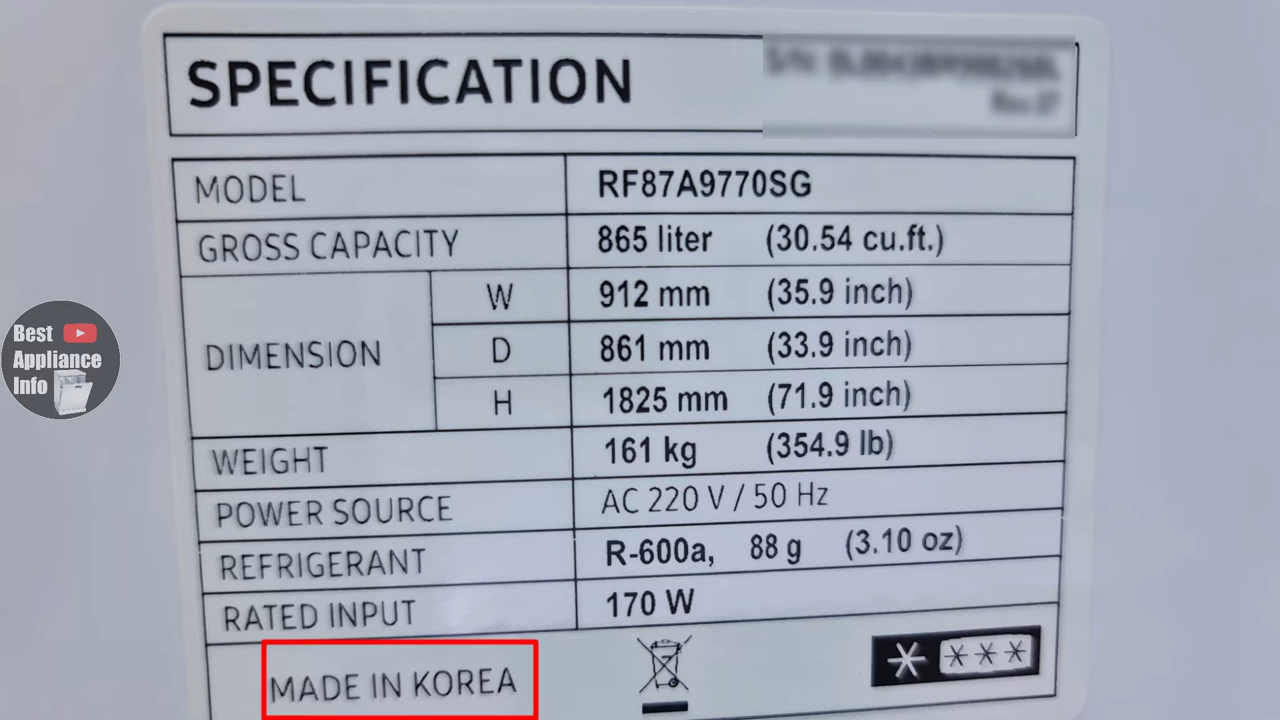 SPECIFICATION
MODEL RF87A9770SG
GROSS CAPACITY 865 liter (30.54 cu.ft.)
W 912 mm (35.9 inch)
DIMENSION D 861 mm (33.9 inch)
H 1825 mm (71.9 inch)
WEIGHT 161 kg (354.9 lb)
POWER SOURCE AC 220 V / 50 Hz
REFRIGERANT R-600a, 88 g (3.10 oz)
RATED INPUT 170 W
MADE IN KOREA
Best
Appliance
Info